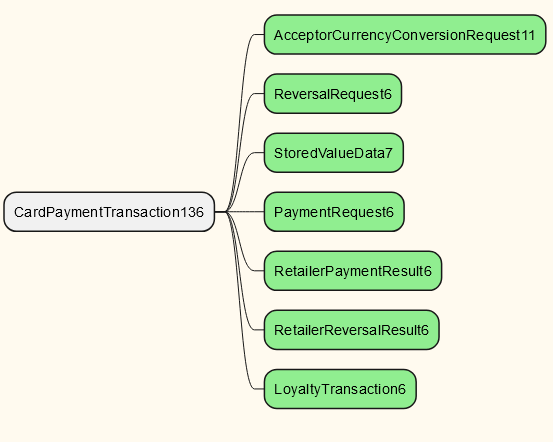 AcceptorCurrencyConversionRequest11
ReversalRequest6
StoredValueData7
CardPaymentTransaction136
PaymentRequest6
RetailerPaymentResult6
RetailerReversalResult6
LoyaltyTransaction6